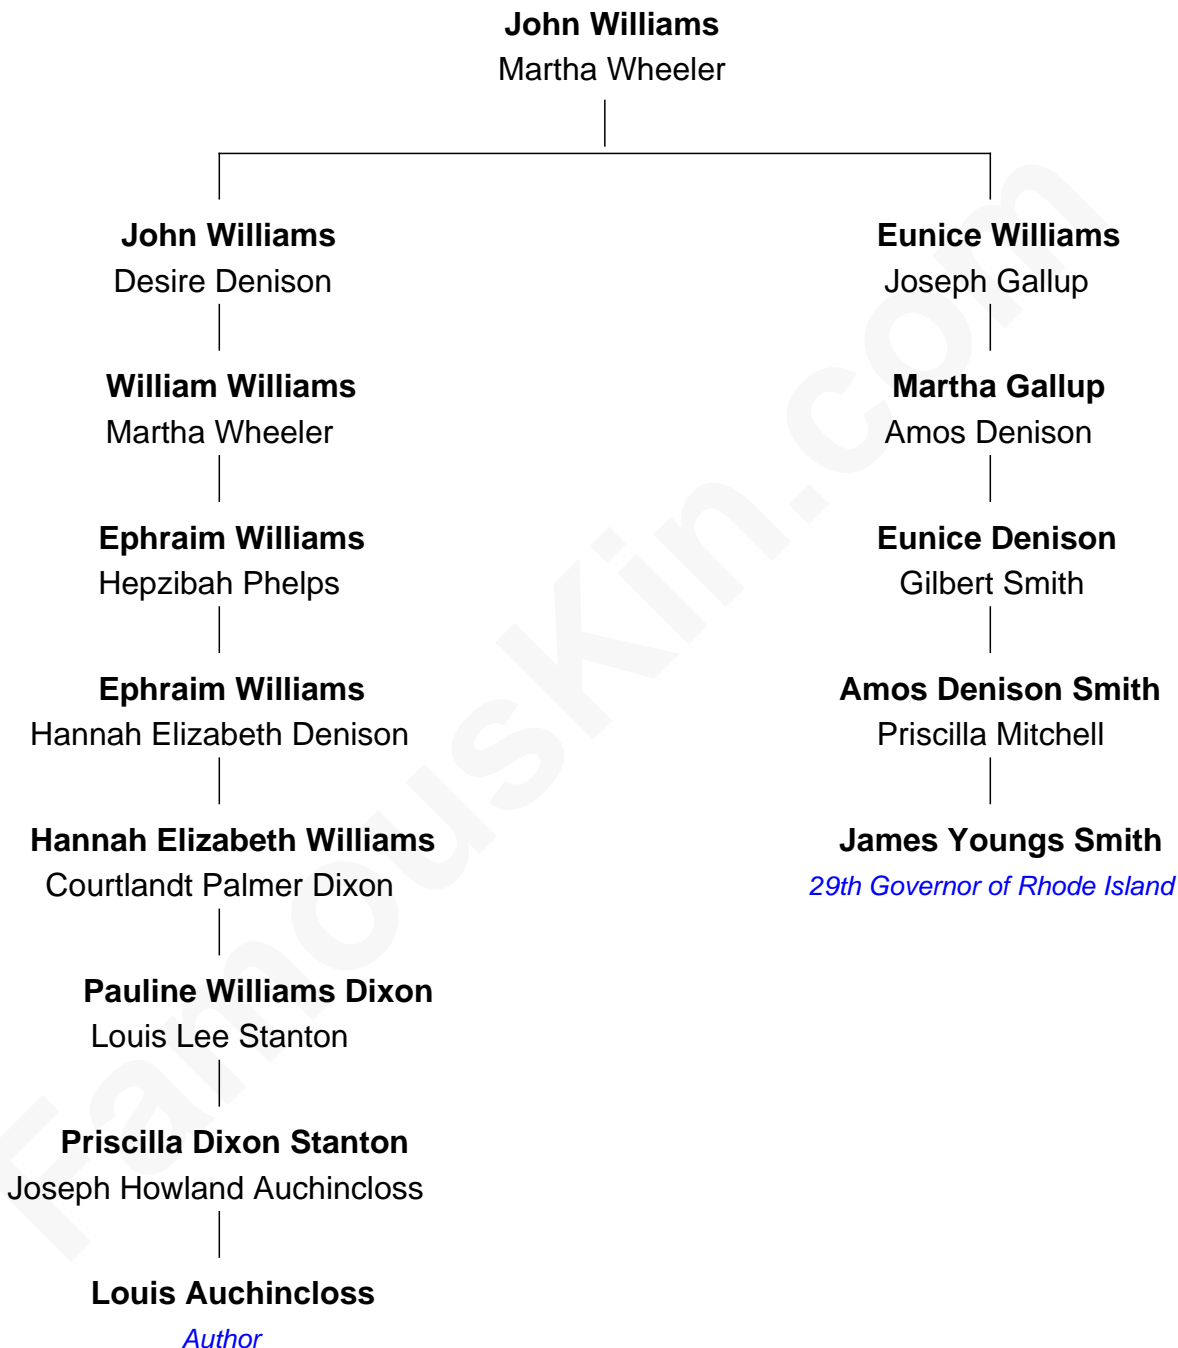 John Williams
Martha Wheeler
John Williams
Desire Denison
Eunice Williams
Joseph Gallup
William Williams
Martha Wheeler
Martha Gallup
Amos Denison
Ephraim Williams
Hepzibah Phelps
Eunice Denison
Gilbert Smith
Ephraim Williams
Hannah Elizabeth Denison
Amos Denison Smith
Priscilla Mitchell
Hannah Elizabeth Williams
Courtlandt Palmer Dixon
James Youngs Smith
29th Governor of Rhode Island
Pauline Williams Dixon
Louis Lee Stanton
Priscilla Dixon Stanton
Joseph Howland Auchincloss
Louis Auchincloss
Author
FamousKin.com